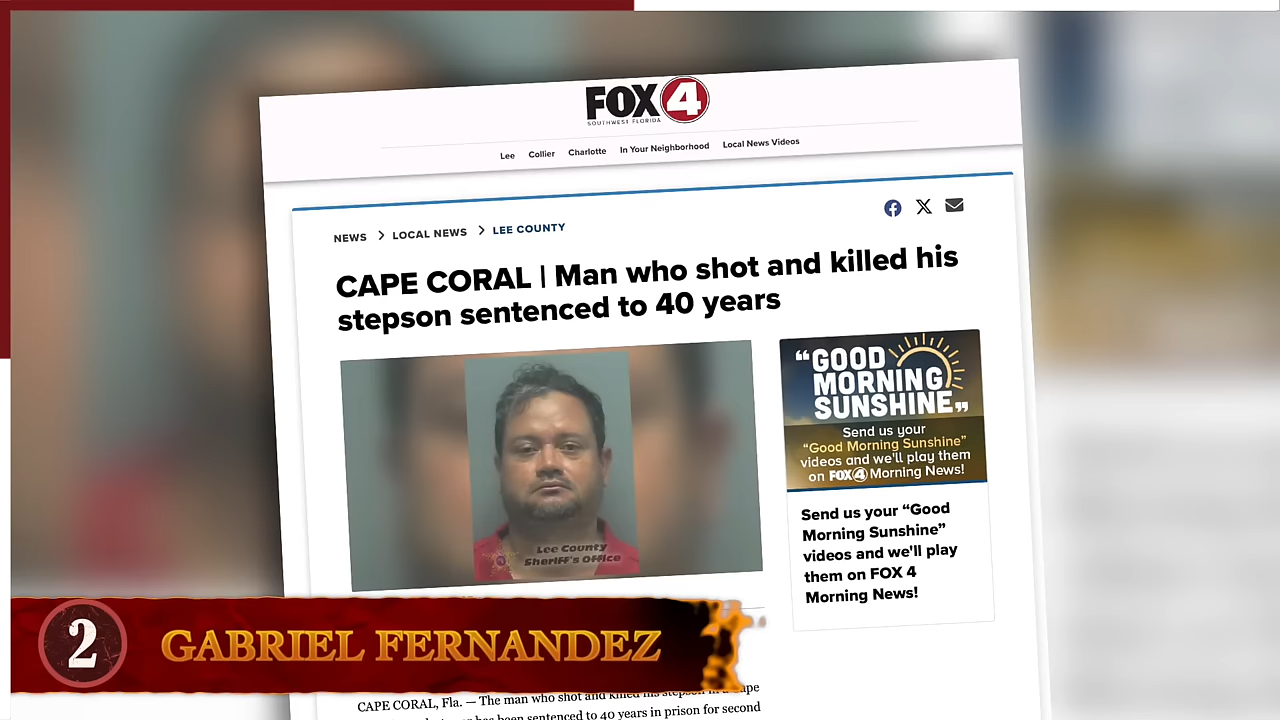 FOX 4
SOUTHWEST FLORIDA
Lee Collier Charlotte In Your Neighborhood Local News Videos
NEWS > LOCAL NEWS > LEE COUNTY
CAPE CORAL | Man who shot and killed his
stepson sentenced to 40 years
Lee County
Sheriff's Office
“GOOD
MORNING
SUNSHINE”
Send us your
“Good Morning Sunshine”
videos and we'll play them
on FOX 4 Morning News!
Send us your “Good
Morning Sunshine”
videos and we'll play
them on FOX 4
Morning News!
2 GABRIEL FERNANDEZ
CAPE CORAL, Fla. — The man who shot and killed his stepson in a Cape
has been sentenced to 40 years in prison for second